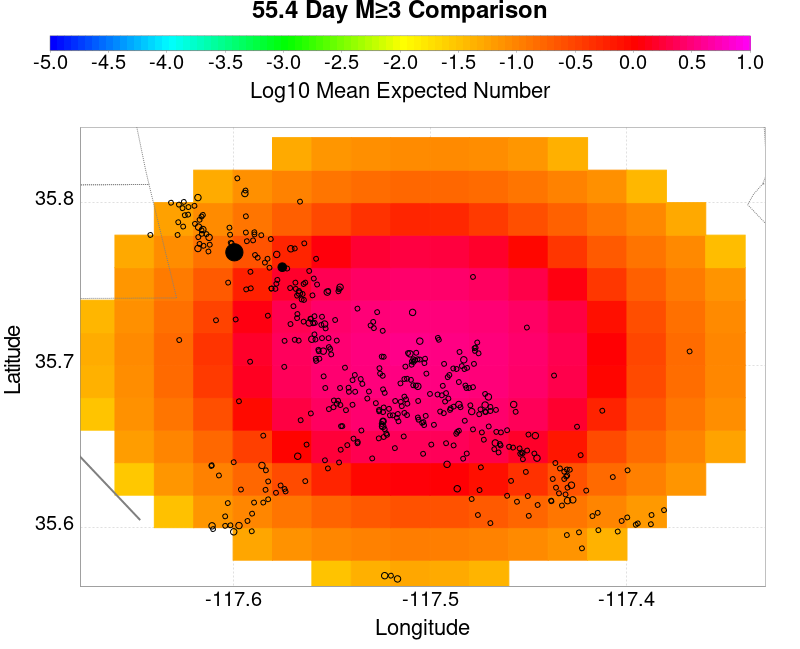 55.4 Day M≥3 Comparison
-5.0 -4.5 -4.0 -3.5 -3.0 -2.5 -2.0 -1.5 -1.0 -0.5 0.0 0.5 1.0
Log10 Mean Expected Number
35.8
35.7
35.6
Latitude
-117.6 -117.5 -117.4
Longitude